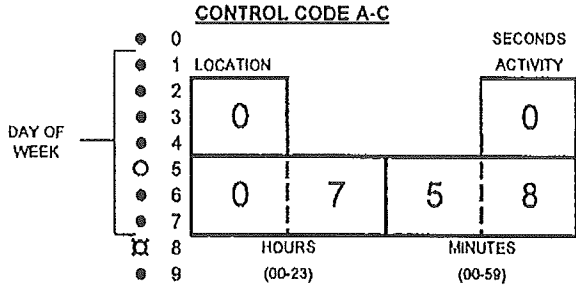 CONTROL CODE A-C
0
SECONDS
1
LOCATION
ACTIVITY
2
3
0
0
DAY OF
WEEK
4
5
6
0 7 5 8
7
8
HOURS
MINUTES
9
(00-23)
(00-59)